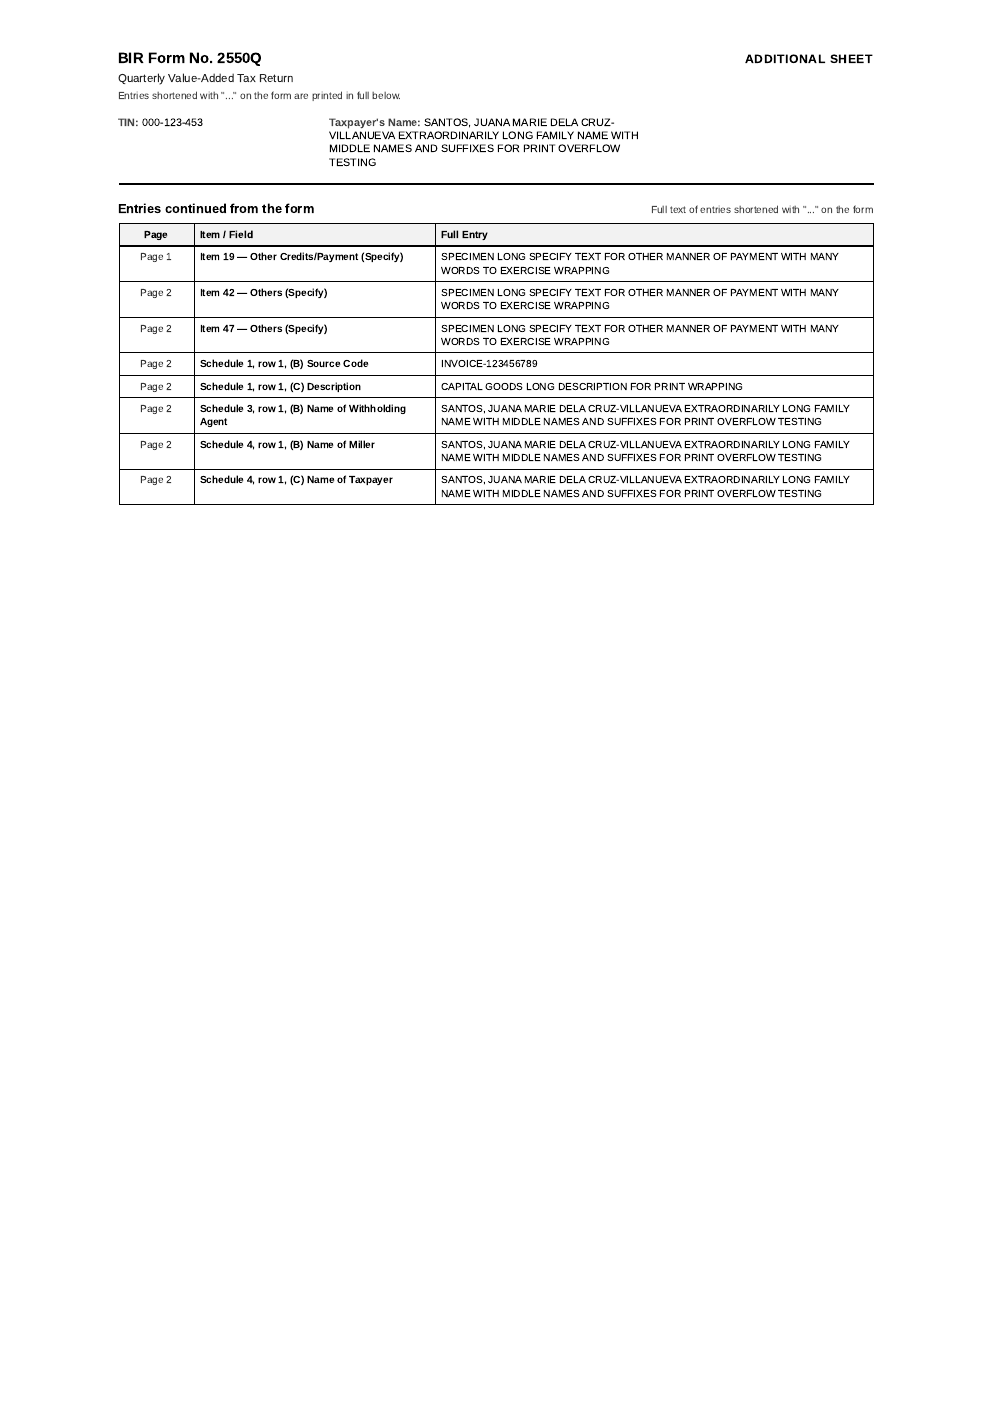 BIR Form No. 2550Q
ADDITIONAL SHEET
Quarterly Value-Added Tax Return
Entries shortened with "..." on the form are printed in full below.
TIN: 000-123-453
Taxpayer's Name: SANTOS, JUANA MARIE DELA CRUZ-
VILLANUEVA EXTRAORDINARILY LONG FAMILY NAME WITH
MIDDLE NAMES AND SUFFIXES FOR PRINT OVERFLOW
TESTING
Entries continued from the form
Full text of entries shortened with "..." on the form
Page Item / Field Full Entry
Page 1 Item 19 — Other Credits/Payment (Specify) SPECIMEN LONG SPECIFY TEXT FOR OTHER MANNER OF PAYMENT WITH MANY
WORDS TO EXERCISE WRAPPING
Page 2 Item 42 — Others (Specify) SPECIMEN LONG SPECIFY TEXT FOR OTHER MANNER OF PAYMENT WITH MANY
WORDS TO EXERCISE WRAPPING
Page 2 Item 47 — Others (Specify) SPECIMEN LONG SPECIFY TEXT FOR OTHER MANNER OF PAYMENT WITH MANY
WORDS TO EXERCISE WRAPPING
Page 2 Schedule 1, row 1, (B) Source Code INVOICE-123456789
Page 2 Schedule 1, row 1, (C) Description CAPITAL GOODS LONG DESCRIPTION FOR PRINT WRAPPING
Page 2 Schedule 3, row 1, (B) Name of Withholding SANTOS, JUANA MARIE DELA CRUZ-VILLANUEVA EXTRAORDINARILY LONG FAMILY
Agent NAME WITH MIDDLE NAMES AND SUFFIXES FOR PRINT OVERFLOW TESTING
Page 2 Schedule 4, row 1, (B) Name of Miller SANTOS, JUANA MARIE DELA CRUZ-VILLANUEVA EXTRAORDINARILY LONG FAMILY
NAME WITH MIDDLE NAMES AND SUFFIXES FOR PRINT OVERFLOW TESTING
Page 2 Schedule 4, row 1, (C) Name of Taxpayer SANTOS, JUANA MARIE DELA CRUZ-VILLANUEVA EXTRAORDINARILY LONG FAMILY
NAME WITH MIDDLE NAMES AND SUFFIXES FOR PRINT OVERFLOW TESTING